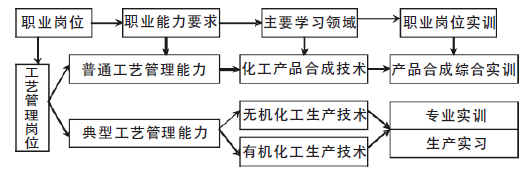 职业岗位
职业能力要求
主要学习领域
职业岗位实训
工艺管理岗位
普通工艺管理能力
化工产品合成技术
产品合成综合实训
典型工艺管理能力
无机化工生产技术
有机化工生产技术
专业实训
生产实习